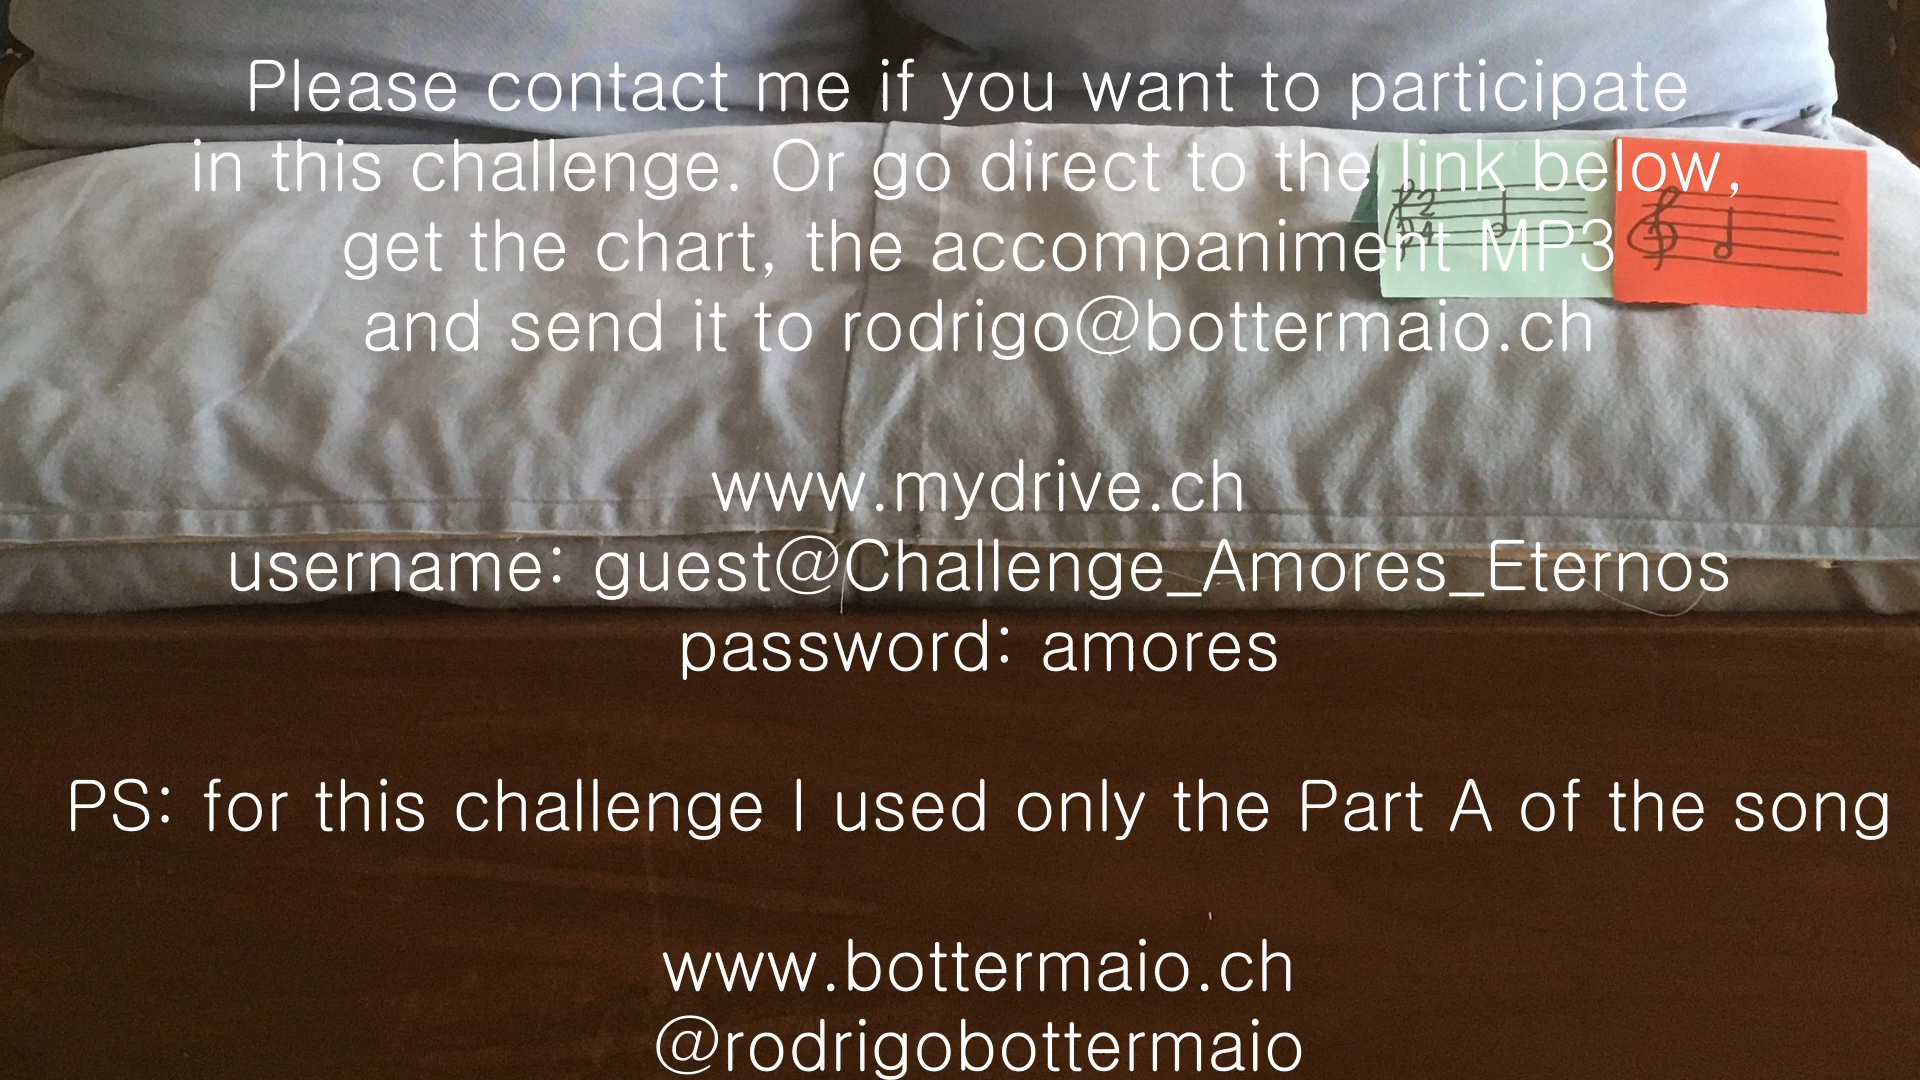 Please contact me if you want to participate
in this challenge. Or go direct to the link below,
get the chart, the accompaniment MP3
and send it to rodrigo@bottermaio.ch
www.mydrive.ch
username: guest@Challenge_Amores_Eternos
password: amores
PS: for this challenge I used only the Part A of the song
www.bottermaio.ch
@rodrigobottermaio